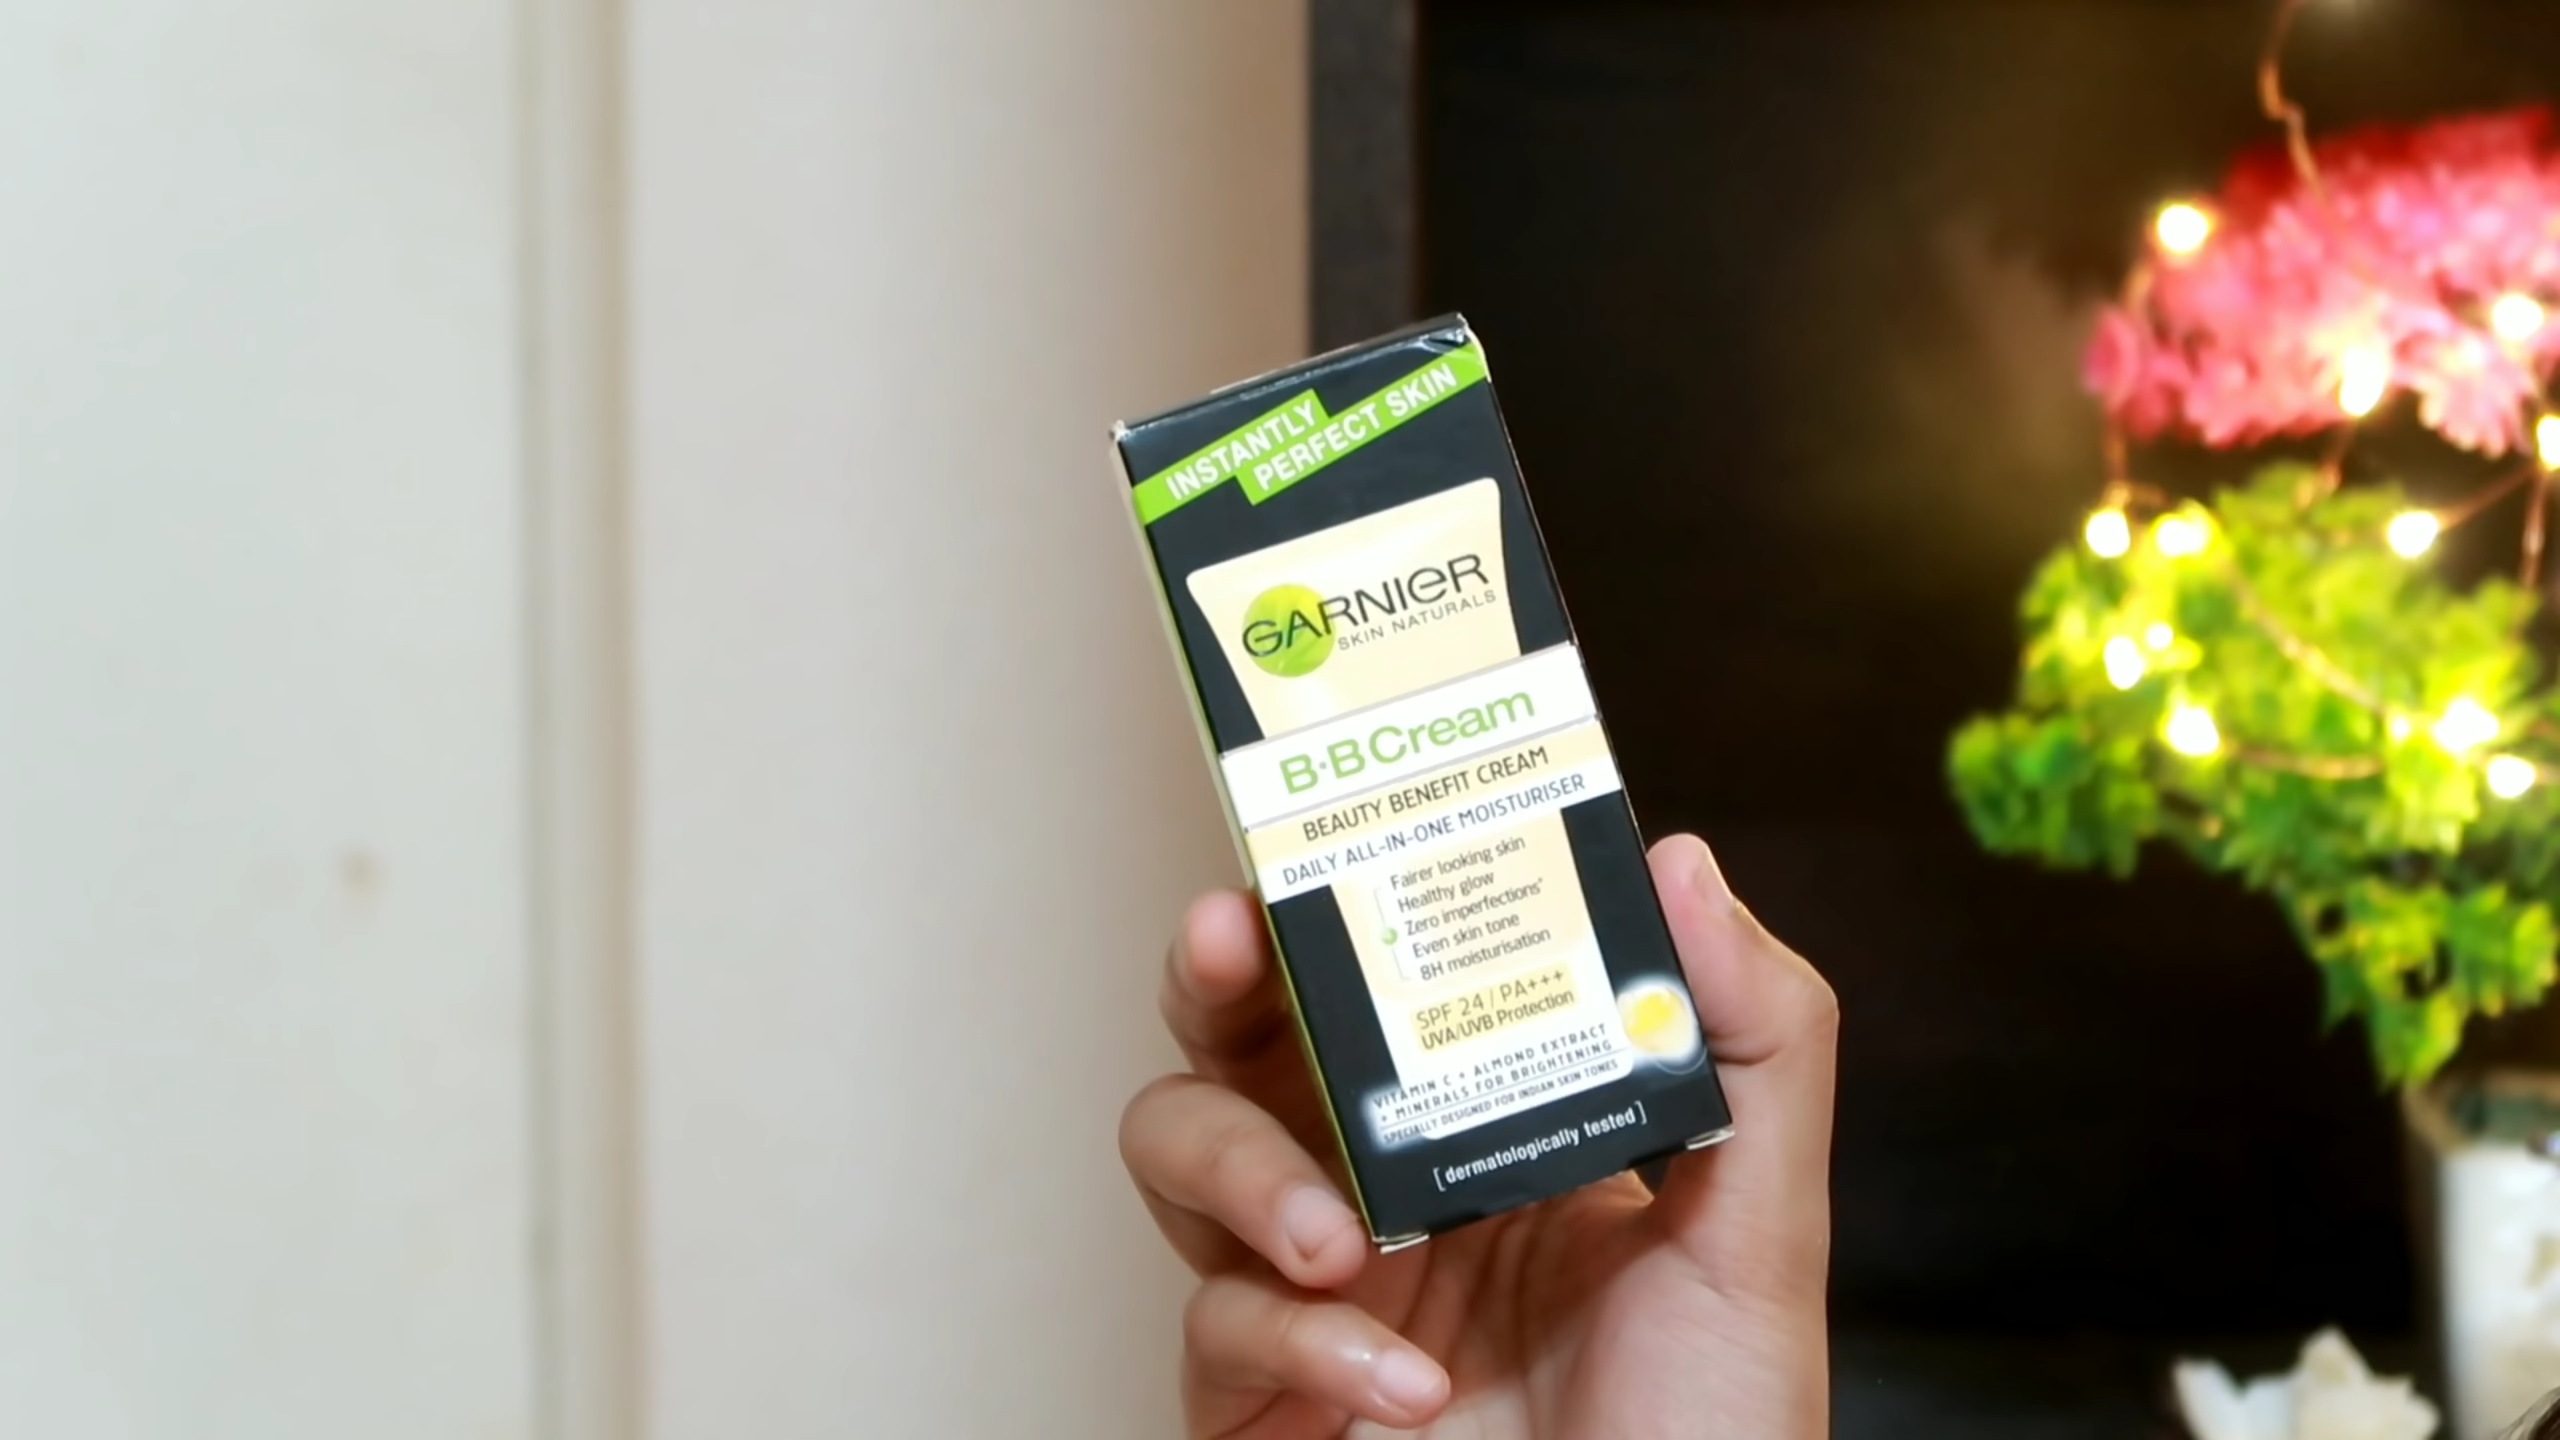 INSTANTLY
PERFECT SKIN
GARNIER
SKIN NATURALS
B·B Cream
BEAUTY BENEFIT CREAM
DAILY ALL-IN-ONE MOISTURISER
Fairer looking skin
Healthy glow
Zero imperfections*
Even skin tone
8H moisturisation
SPF 24 / PA+++
UVA/UVB Protection
VITAMIN C + ALMOND EXTRACT
+ MINERALS FOR BRIGHTENING
SPECIALLY DESIGNED FOR INDIAN SKIN TONES
[dermatologically tested]